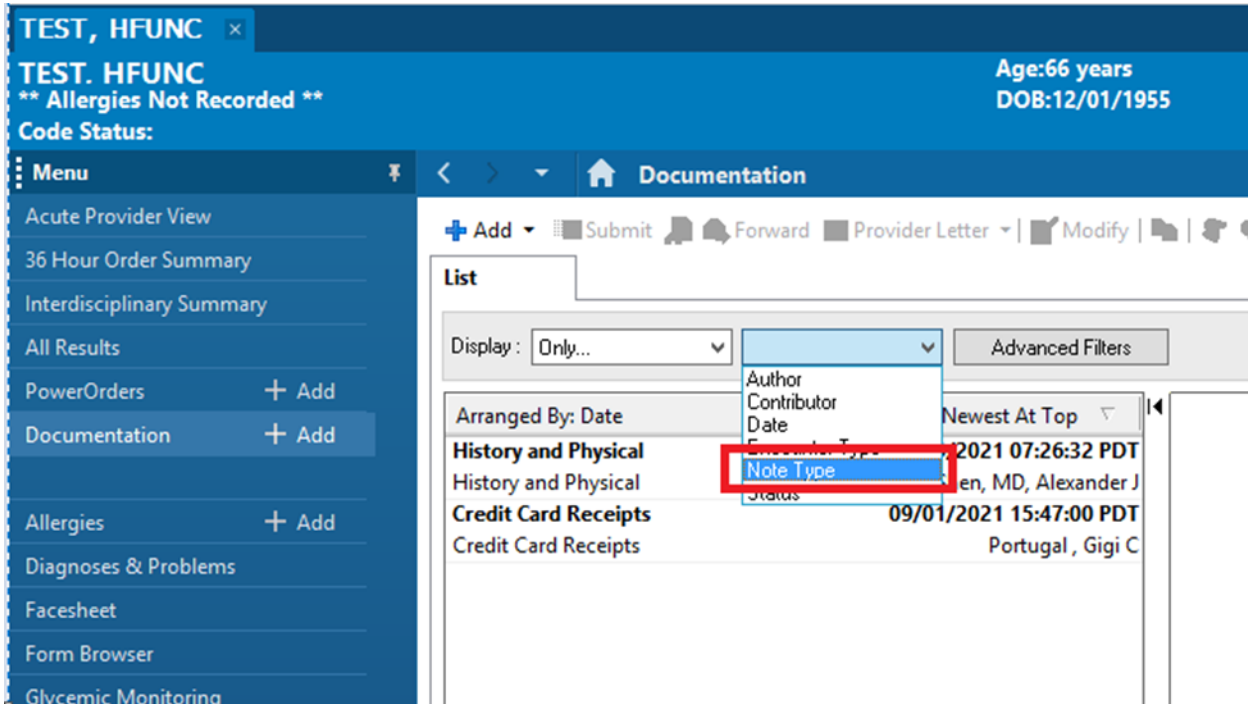 TEST, HFUNC ×
TEST. HFUNC
** Allergies Not Recorded **
Code Status:
Age:66 years
DOB:12/01/1955
Menu
Acute Provider View
36 Hour Order Summary
Interdisciplinary Summary
All Results
PowerOrders + Add
Documentation + Add
Allergies + Add
Diagnoses & Problems
Facesheet
Form Browser
Glycemic Monitoring
Documentation
Add Submit Forward Provider Letter Modify
List
Display : Only... Advanced Filters
Author
Contributor
Date
Encounter Type
Note Type
Status
Arranged By: Date Newest At Top
History and Physical /2021 07:26:32 PDT
History and Physical en, MD, Alexander J
Credit Card Receipts 09/01/2021 15:47:00 PDT
Credit Card Receipts Portugal , Gigi C